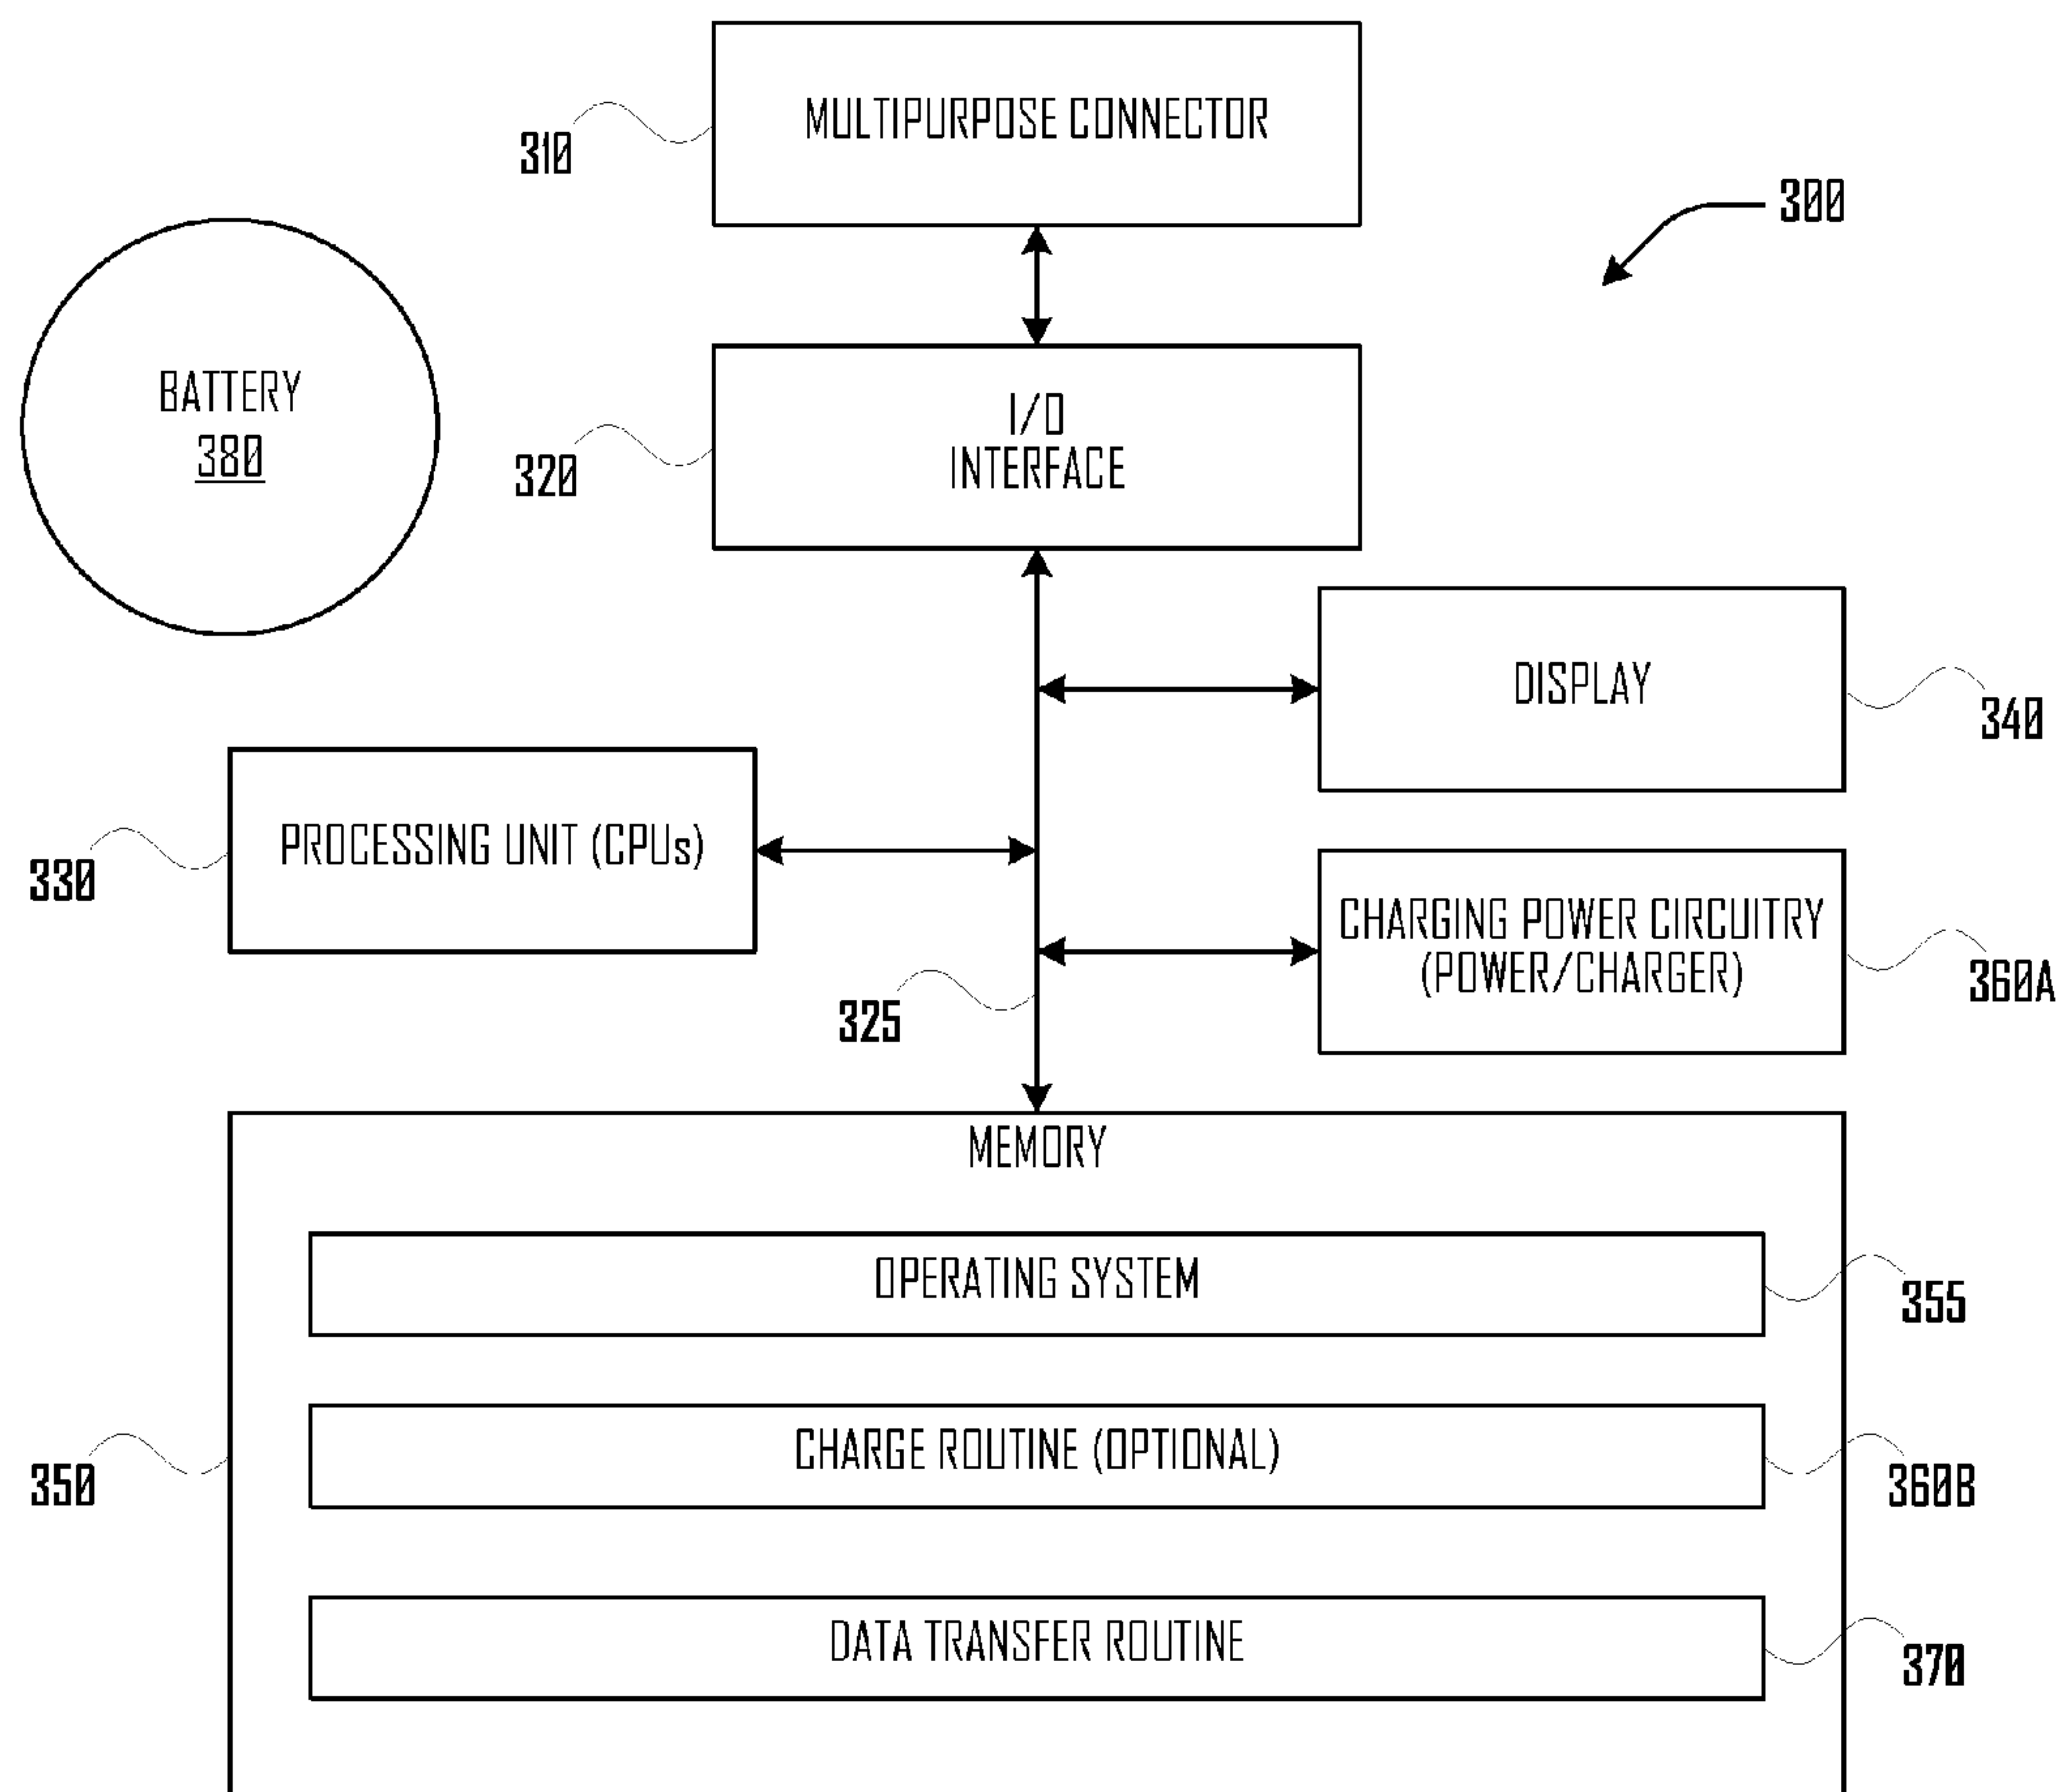 MULTIPURPOSE CONNECTOR
310
300
BATTERY
380
I/O
INTERFACE
320
DISPLAY
340
PROCESSING UNIT (CPUs)
330
CHARGING POWER CIRCUITRY
(POWER/CHARGER)
360A
325
MEMORY
OPERATING SYSTEM
355
CHARGE ROUTINE (OPTIONAL)
350
360B
DATA TRANSFER ROUTINE
370